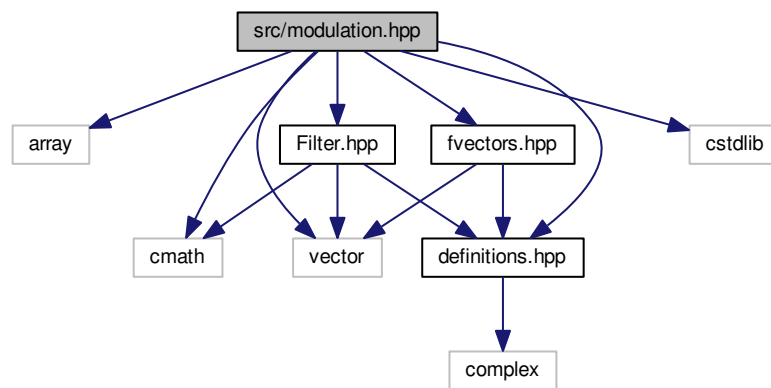 src/modulation.hpp
array
Filter.hpp
fvectors.hpp
cstdlib
cmath
vector
definitions.hpp
complex